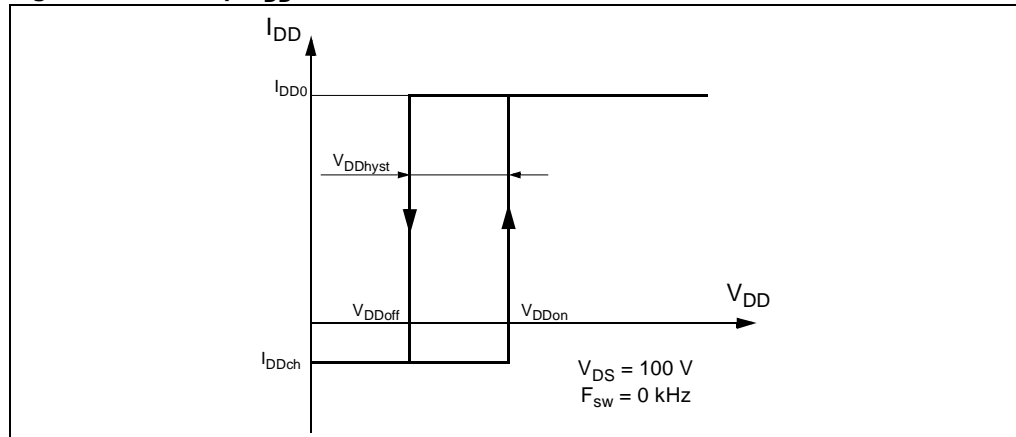 I_DD
I_DD0
V_DDhyst
V_DD
V_DDoff
V_DDon
I_DDch
V_DS = 100 V
F_sw = 0 kHz